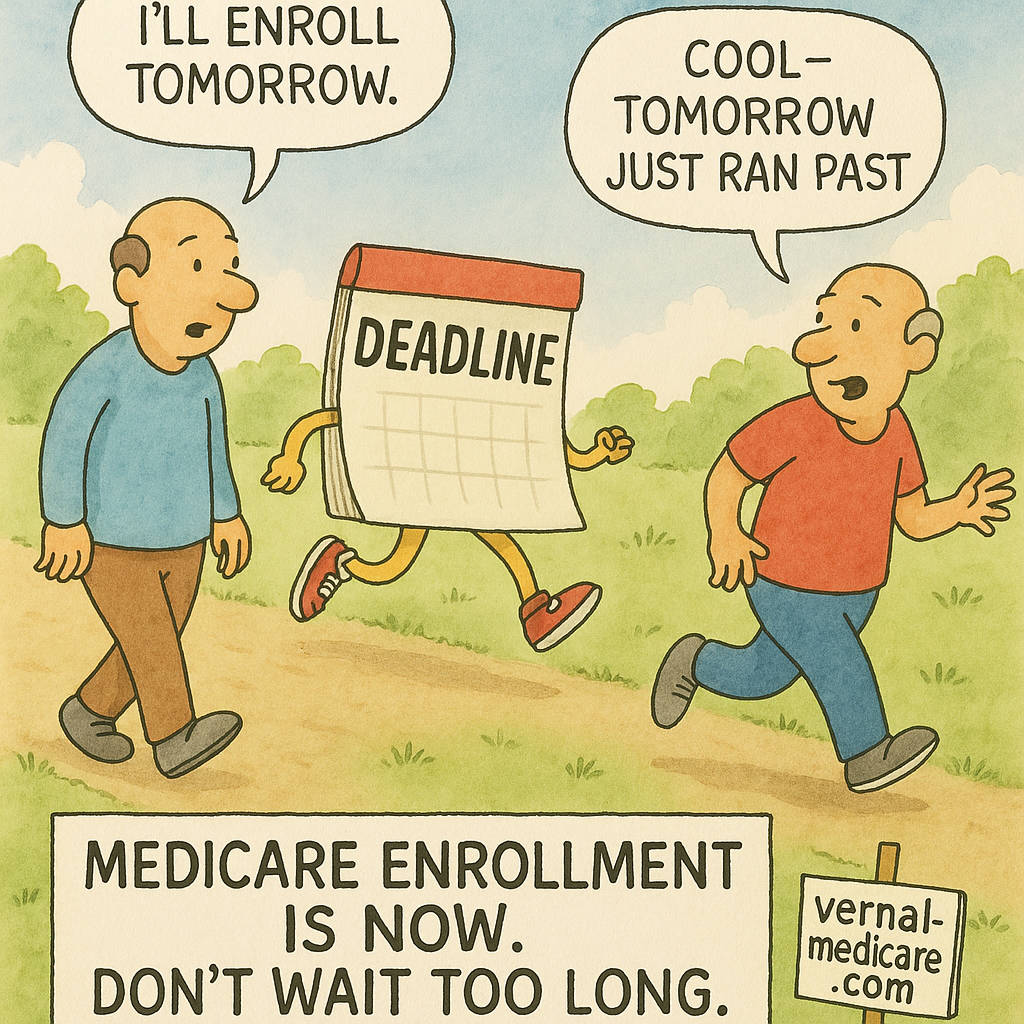 I'LL ENROLL
TOMORROW.
COOL–
TOMORROW
JUST RAN PAST
DEADLINE
MEDICARE ENROLLMENT
IS NOW.
DON'T WAIT TOO LONG.
vernal-
medicare
.com